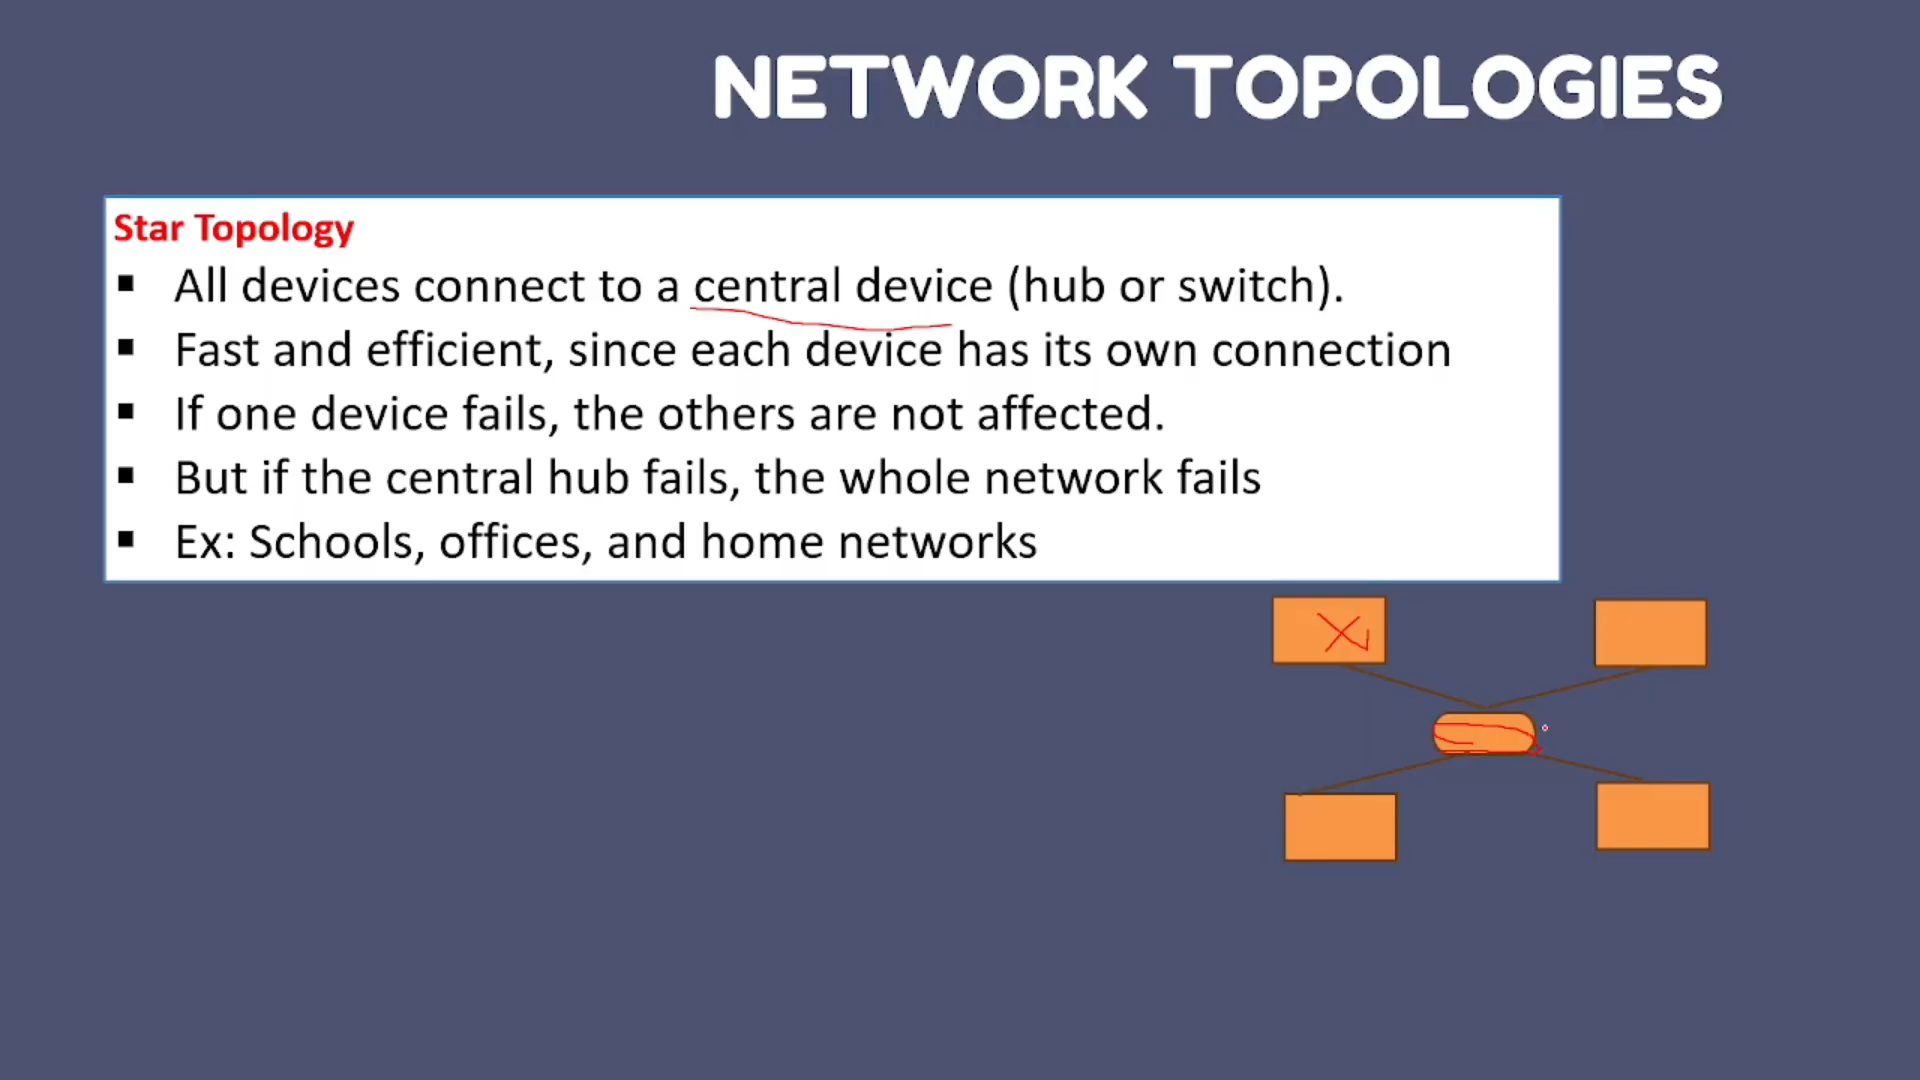 NETWORK TOPOLOGIES
Star Topology
▪ All devices connect to a central device (hub or switch).
▪ Fast and efficient, since each device has its own connection
▪ If one device fails, the others are not affected.
▪ But if the central hub fails, the whole network fails
▪ Ex: Schools, offices, and home networks